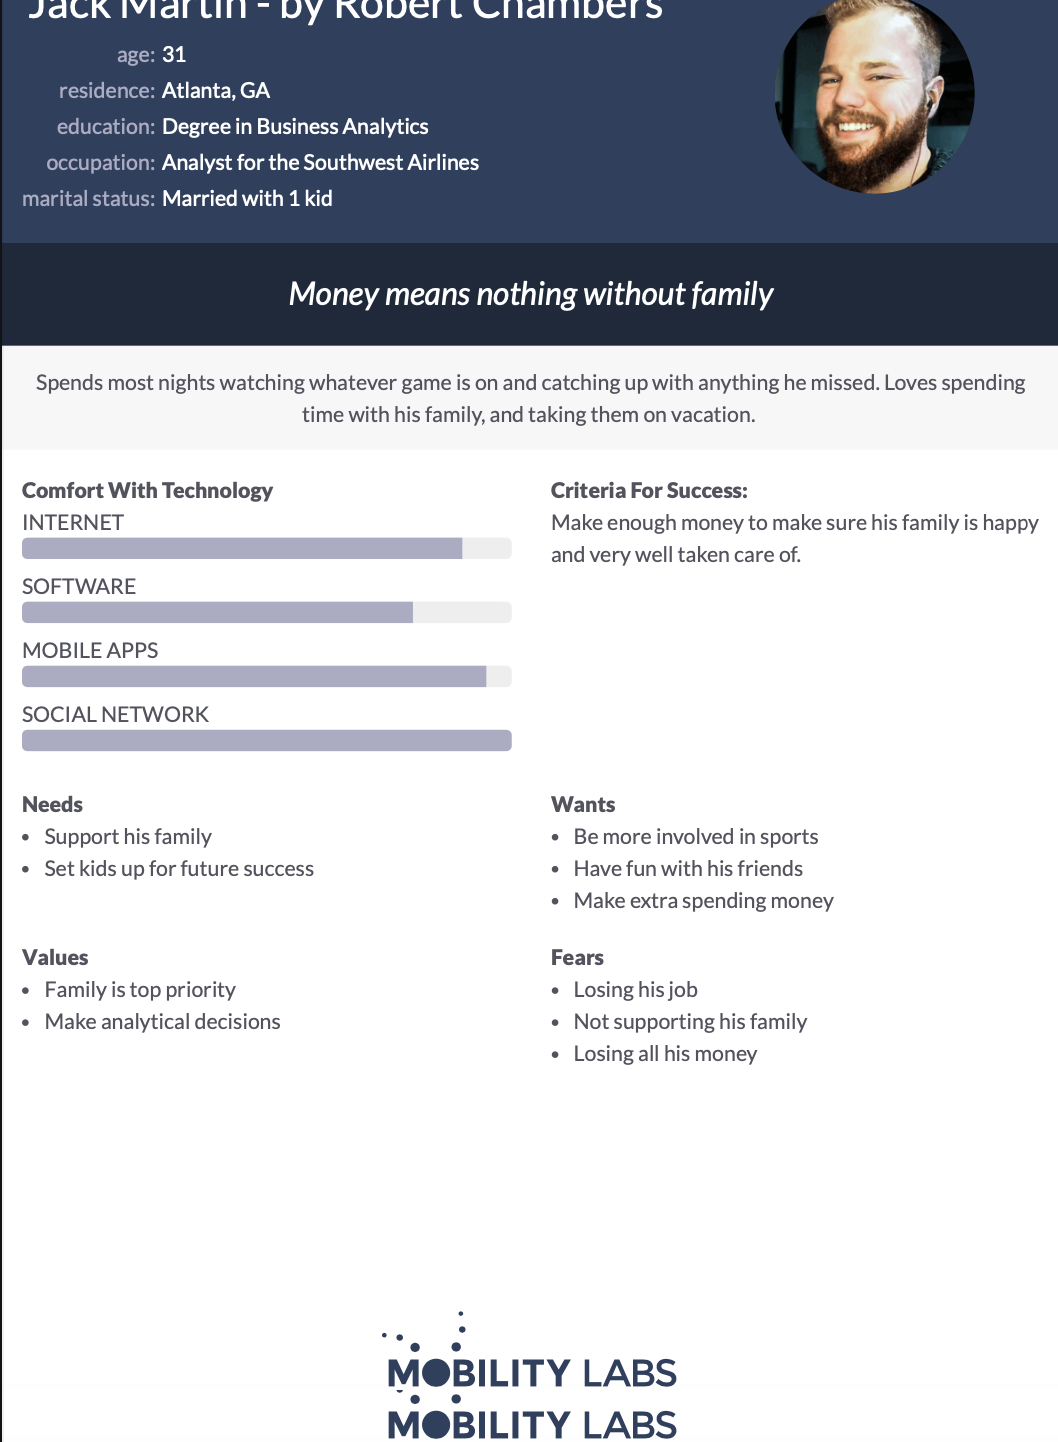 Jack Martin - by Robert Chambers
age: 31
residence: Atlanta, GA
education: Degree in Business Analytics
occupation: Analyst for the Southwest Airlines
marital status: Married with 1 kid
Money means nothing without family
Spends most nights watching whatever game is on and catching up with anything he missed. Loves spending
time with his family, and taking them on vacation.
Comfort With Technology
INTERNET
SOFTWARE
MOBILE APPS
SOCIAL NETWORK
Criteria For Success:
Make enough money to make sure his family is happy
and very well taken care of.
Needs
• Support his family
• Set kids up for future success
Wants
• Be more involved in sports
• Have fun with his friends
• Make extra spending money
Values
• Family is top priority
• Make analytical decisions
Fears
• Losing his job
• Not supporting his family
• Losing all his money
MOBILITY LABS
MOBILITY LABS